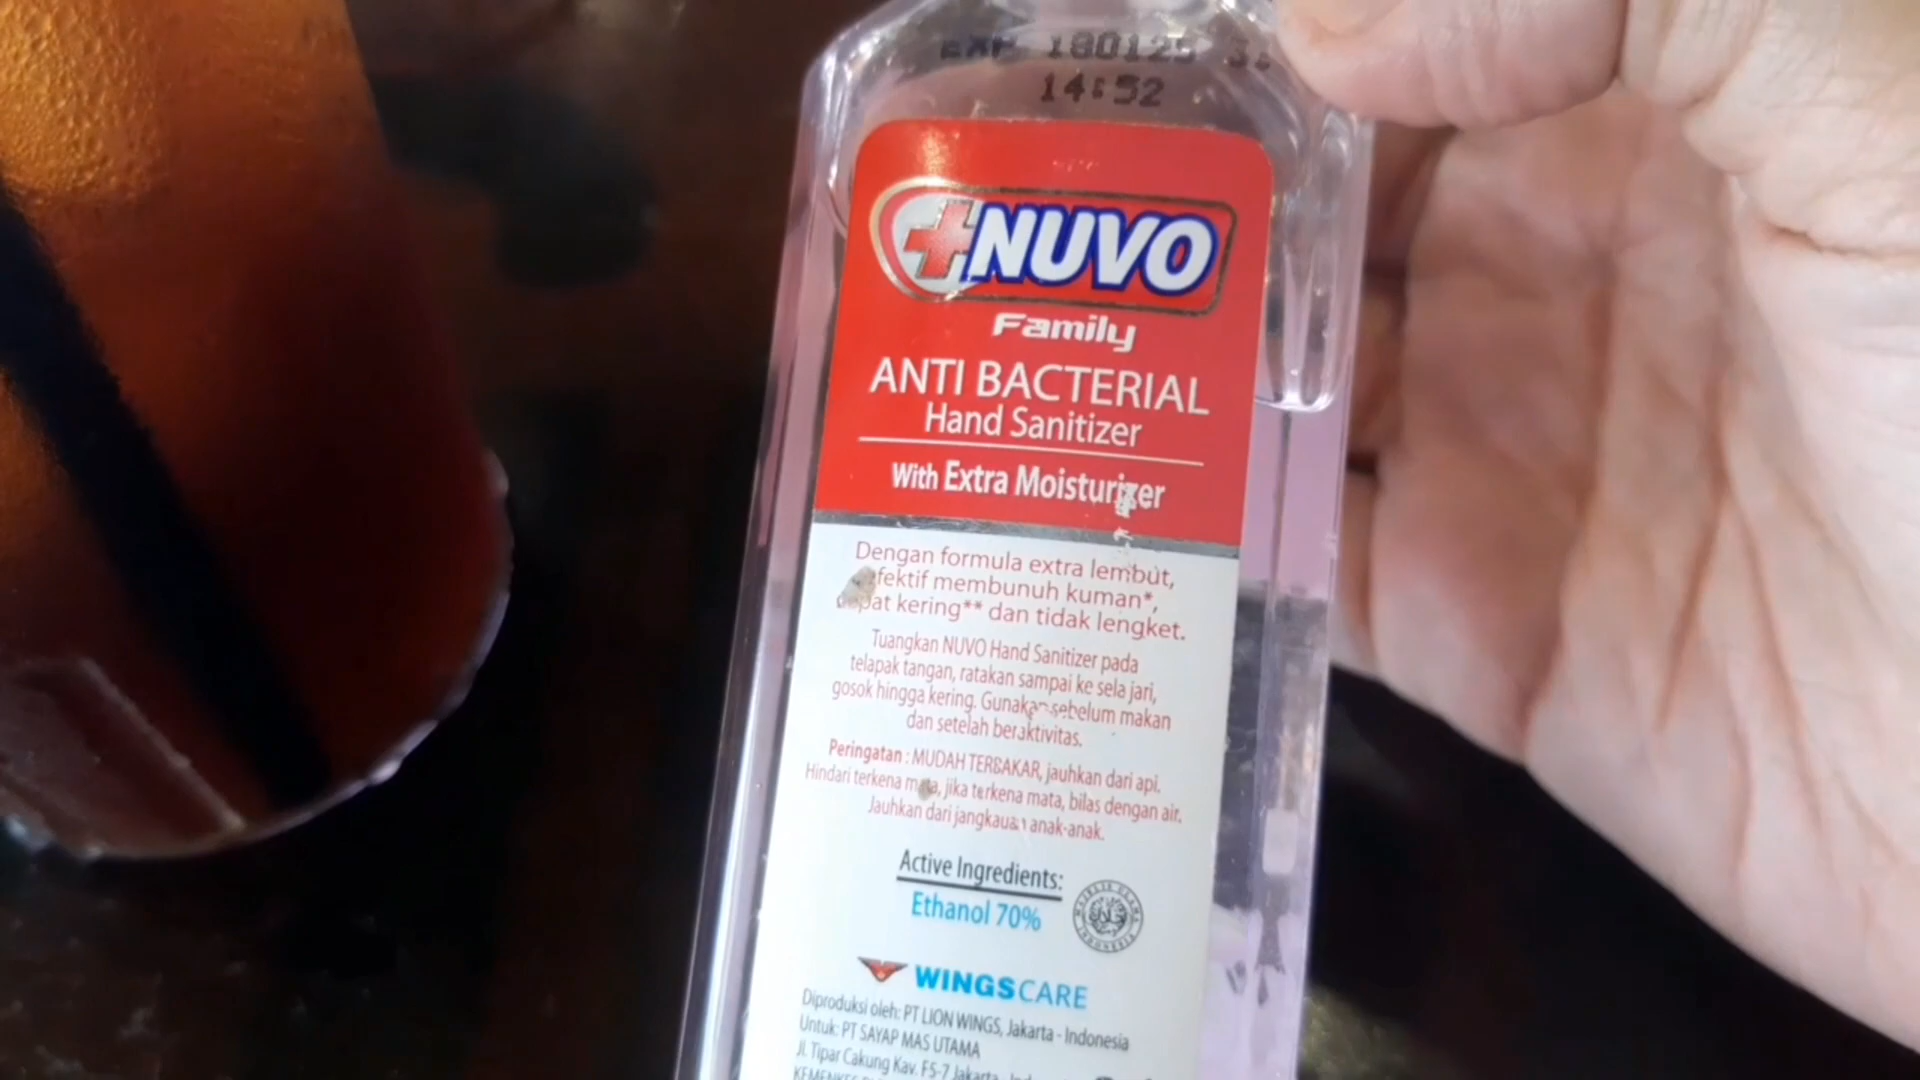 EXP 180125
14:52
NUVO
Family
ANTI BACTERIAL
Hand Sanitizer
With Extra Moisturizer
Dengan formula extra lembut,
efektif membunuh kuman*,
cepat kering** dan tidak lengket.
Tuangkan NUVO Hand Sanitizer pada
telapak tangan, ratakan sampai ke sela jari,
gosok hingga kering. Gunakan sebelum makan
dan setelah beraktivitas.
Peringatan : MUDAH TERBAKAR, jauhkan dari api.
Hindari terkena mata, jika terkena mata, bilas dengan air.
Jauhkan dari jangkauan anak-anak.
Active Ingredients:
Ethanol 70%
WINGSCARE
Diproduksi oleh: PT LION WINGS, Jakarta - Indonesia
Untuk: PT SAYAP MAS UTAMA
Jl. Tipar Cakung Kav. F5-7 Jakarta